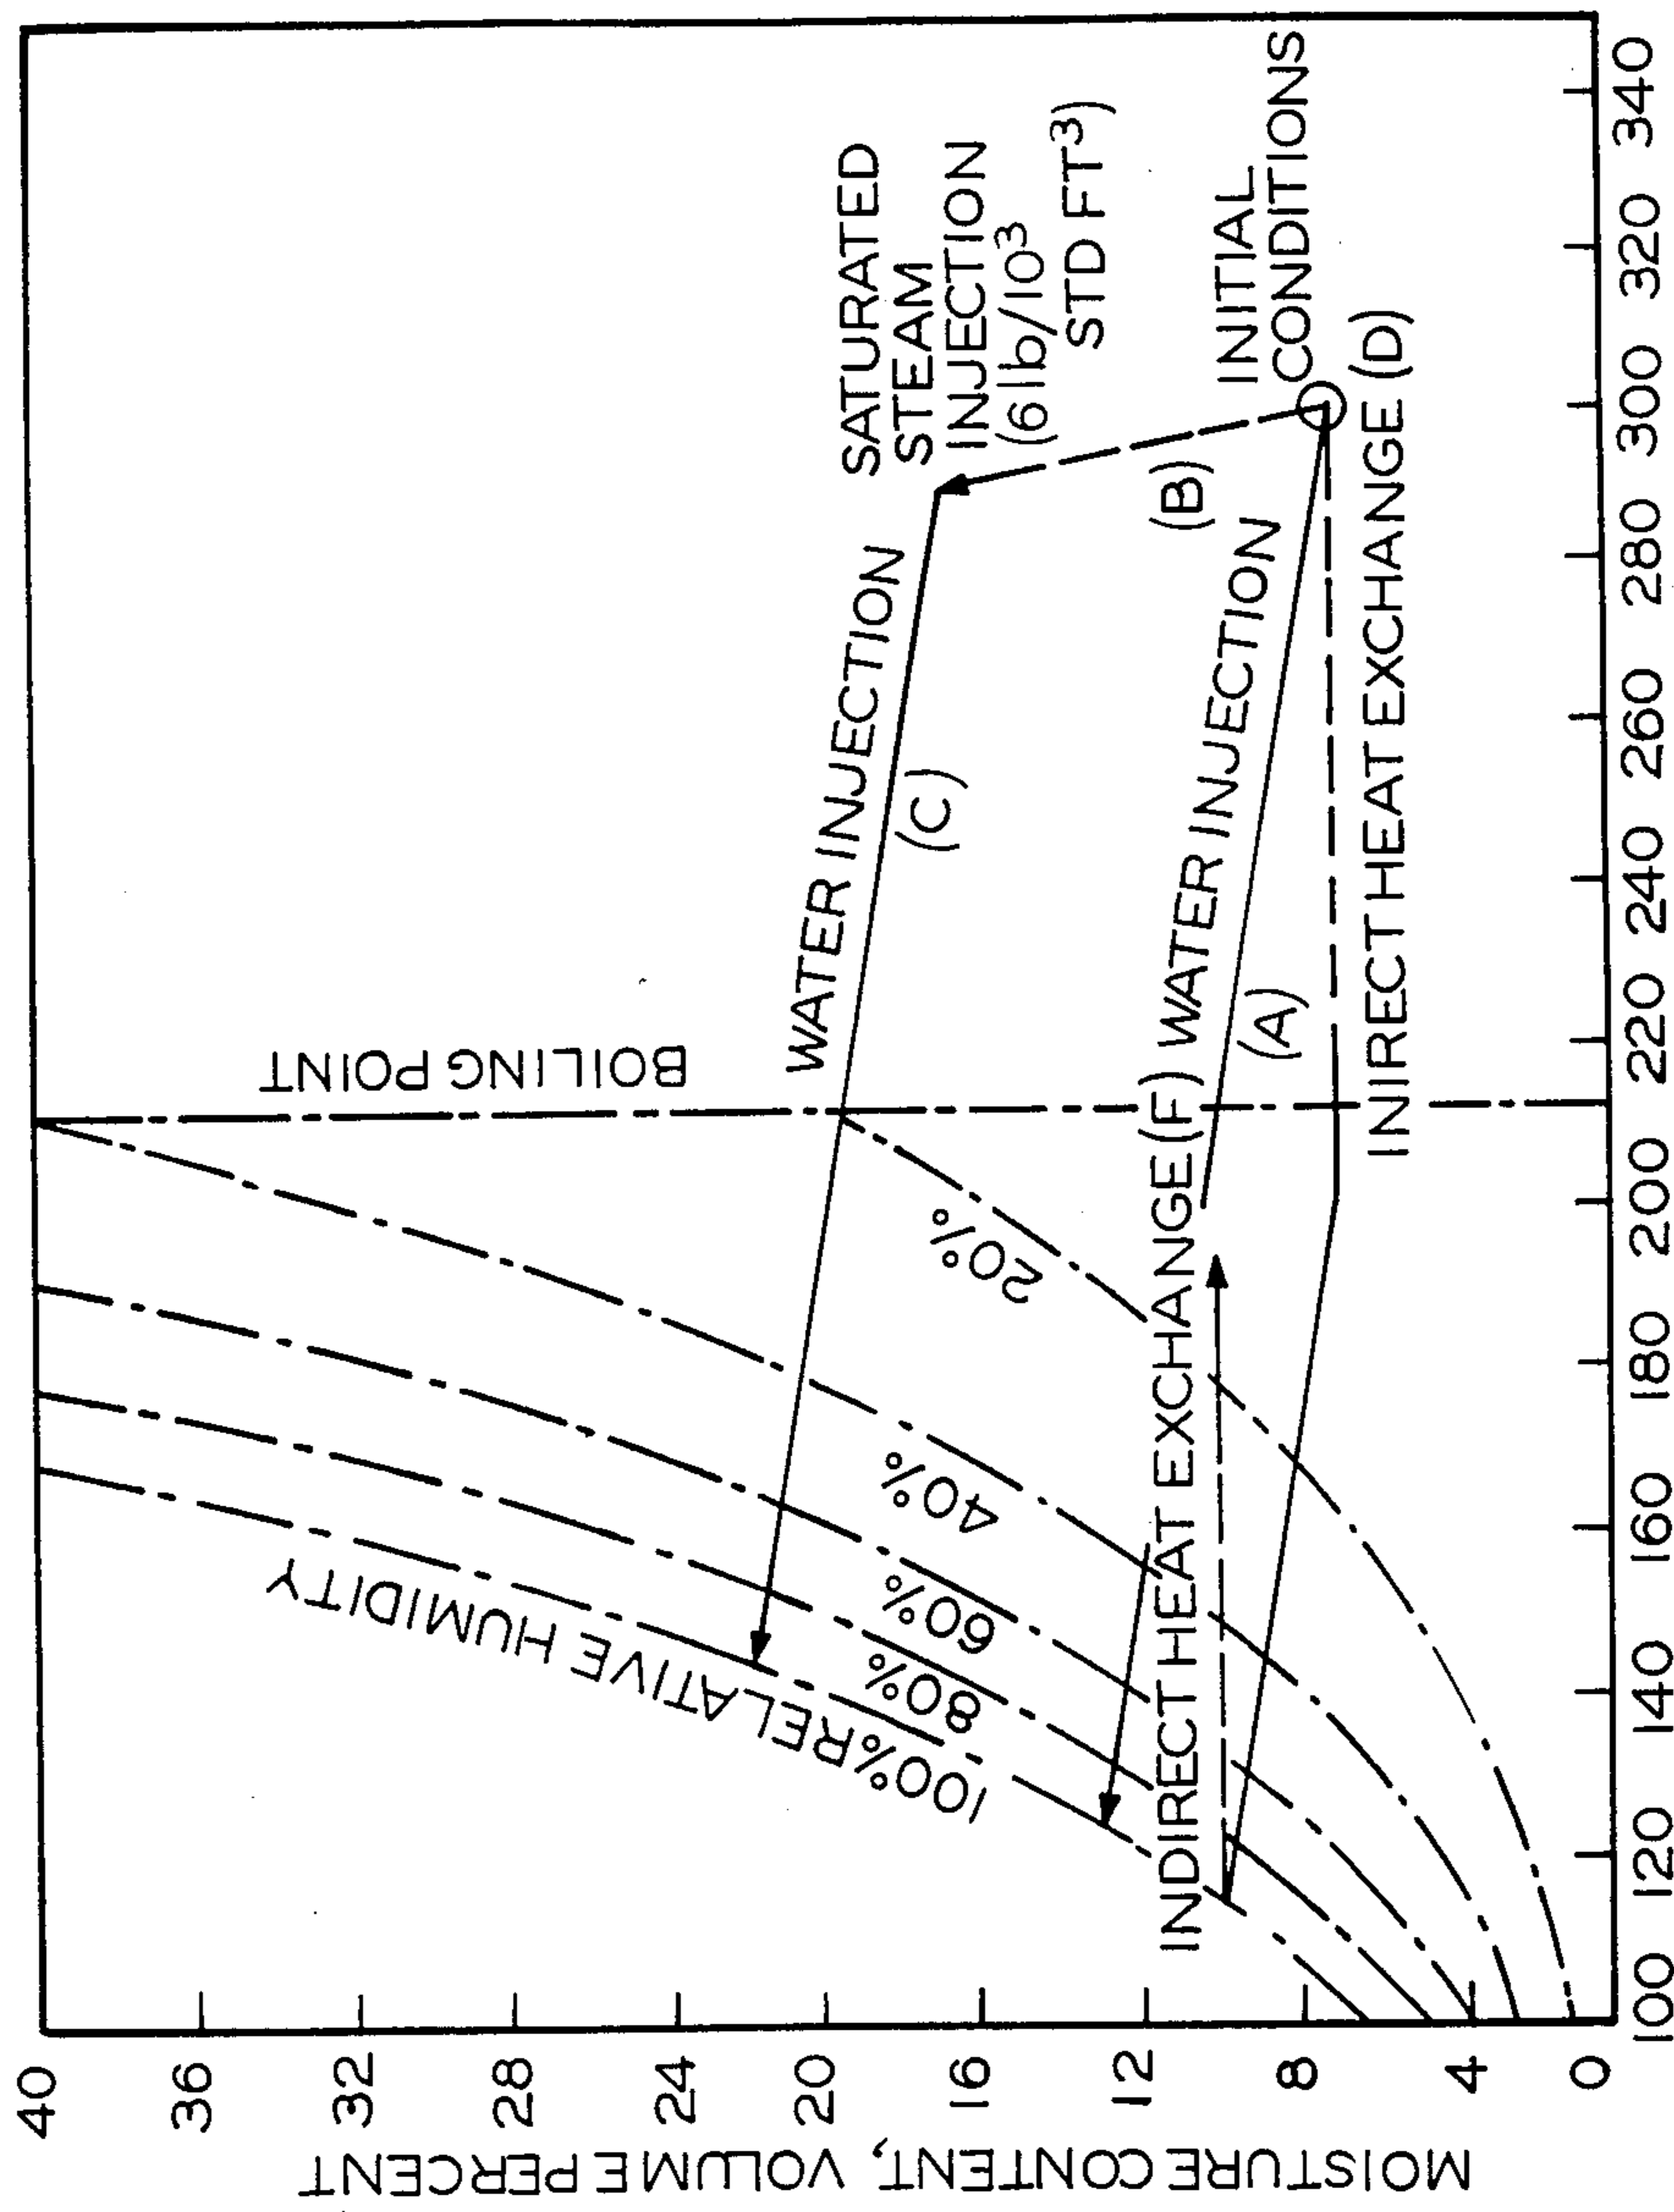 MOISTURE CONTENT, VOLUME PERCENT
40
36
32
28
24
20
16
12
8
4
0
100 120 140 160 180 200 220 240 260 280 300 320 340
100% RELATIVE HUMIDITY
80%
60%
40%
20%
BOILING POINT
WATER INJECTION
(C)
SATURATED
STEAM
INJECTION
(6 lb/10³
STD FT³)
(B)
INITIAL
CONDITIONS
INDIRECT HEAT EXCHANGE (F) WATER INJECTION
(A)
INIRECT HEAT EXCHANGE (D)